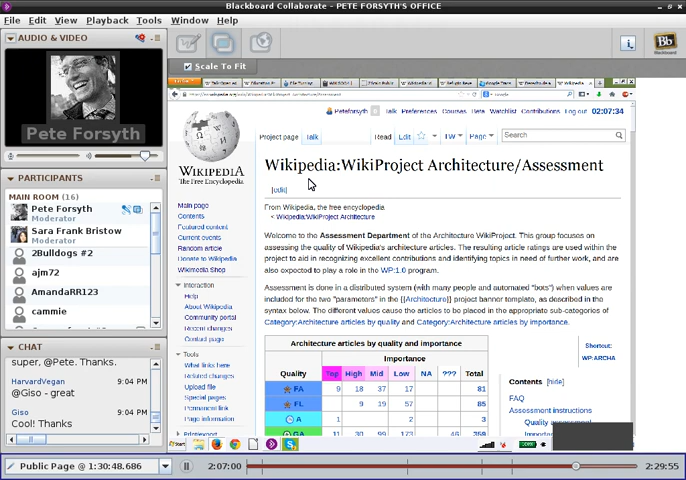 Blackboard Collaborate - PETE FORSYTH'S OFFICE
File Edit View Playback Tools Window Help
AUDIO & VIDEO
Pete Forsyth
PARTICIPANTS
MAIN ROOM (16)
Pete Forsyth
Moderator
Sara Frank Bristow
Moderator
2Bulldogs #2
ajm72
AmandaRR123
cammie
CHAT
super, @Pete. Thanks.
HarvardVegan 9:04 PM
@Giso - great
Giso 9:04 PM
Cool! Thanks
Scale To Fit
Bb
Peteforsyth Talk Preferences Courses Beta Watchlist Contributions Log out 02:07:34
Project page Talk Read Edit TW Page Search
WIKIPEDIA
The Free Encyclopedia
Main page
Contents
Featured content
Current events
Random article
Donate to Wikipedia
Wikimedia Shop
Interaction
Help
About Wikipedia
Community portal
Recent changes
Contact page
Tools
What links here
Related changes
Upload file
Special pages
Permanent link
Page information
Wikipedia:WikiProject Architecture/Assessment
[edit]
From Wikipedia, the free encyclopedia
< Wikipedia:WikiProject Architecture
Welcome to the Assessment Department of the Architecture WikiProject. This group focuses on
assessing the quality of Wikipedia's architecture articles. The resulting article ratings are used within the
project to aid in recognizing excellent contributions and identifying topics in need of further work, and are
also expected to play a role in the WP:1.0 program.
Assessment is done in a distributed system (with many people and automated "bots") when values are
included for the two "parameters" in the {{Architecture}} project banner template, as described in the
syntax below. The different values cause the articles to be placed in the appropriate sub-categories of
Category:Architecture articles by quality and Category:Architecture articles by importance.
Architecture articles by quality and importance
Quality Importance
Top High Mid Low NA ??? Total
FA 9 18 37 17 81
FL 9 19 57 85
A 1 2 3
GA 11 30 99 173 46 359
Shortcut:
WP:ARCHA
Contents [hide]
FAQ
Assessment instructions
Quality assessment
Public Page @ 1:30:48.686
2:07:00
2:29:55